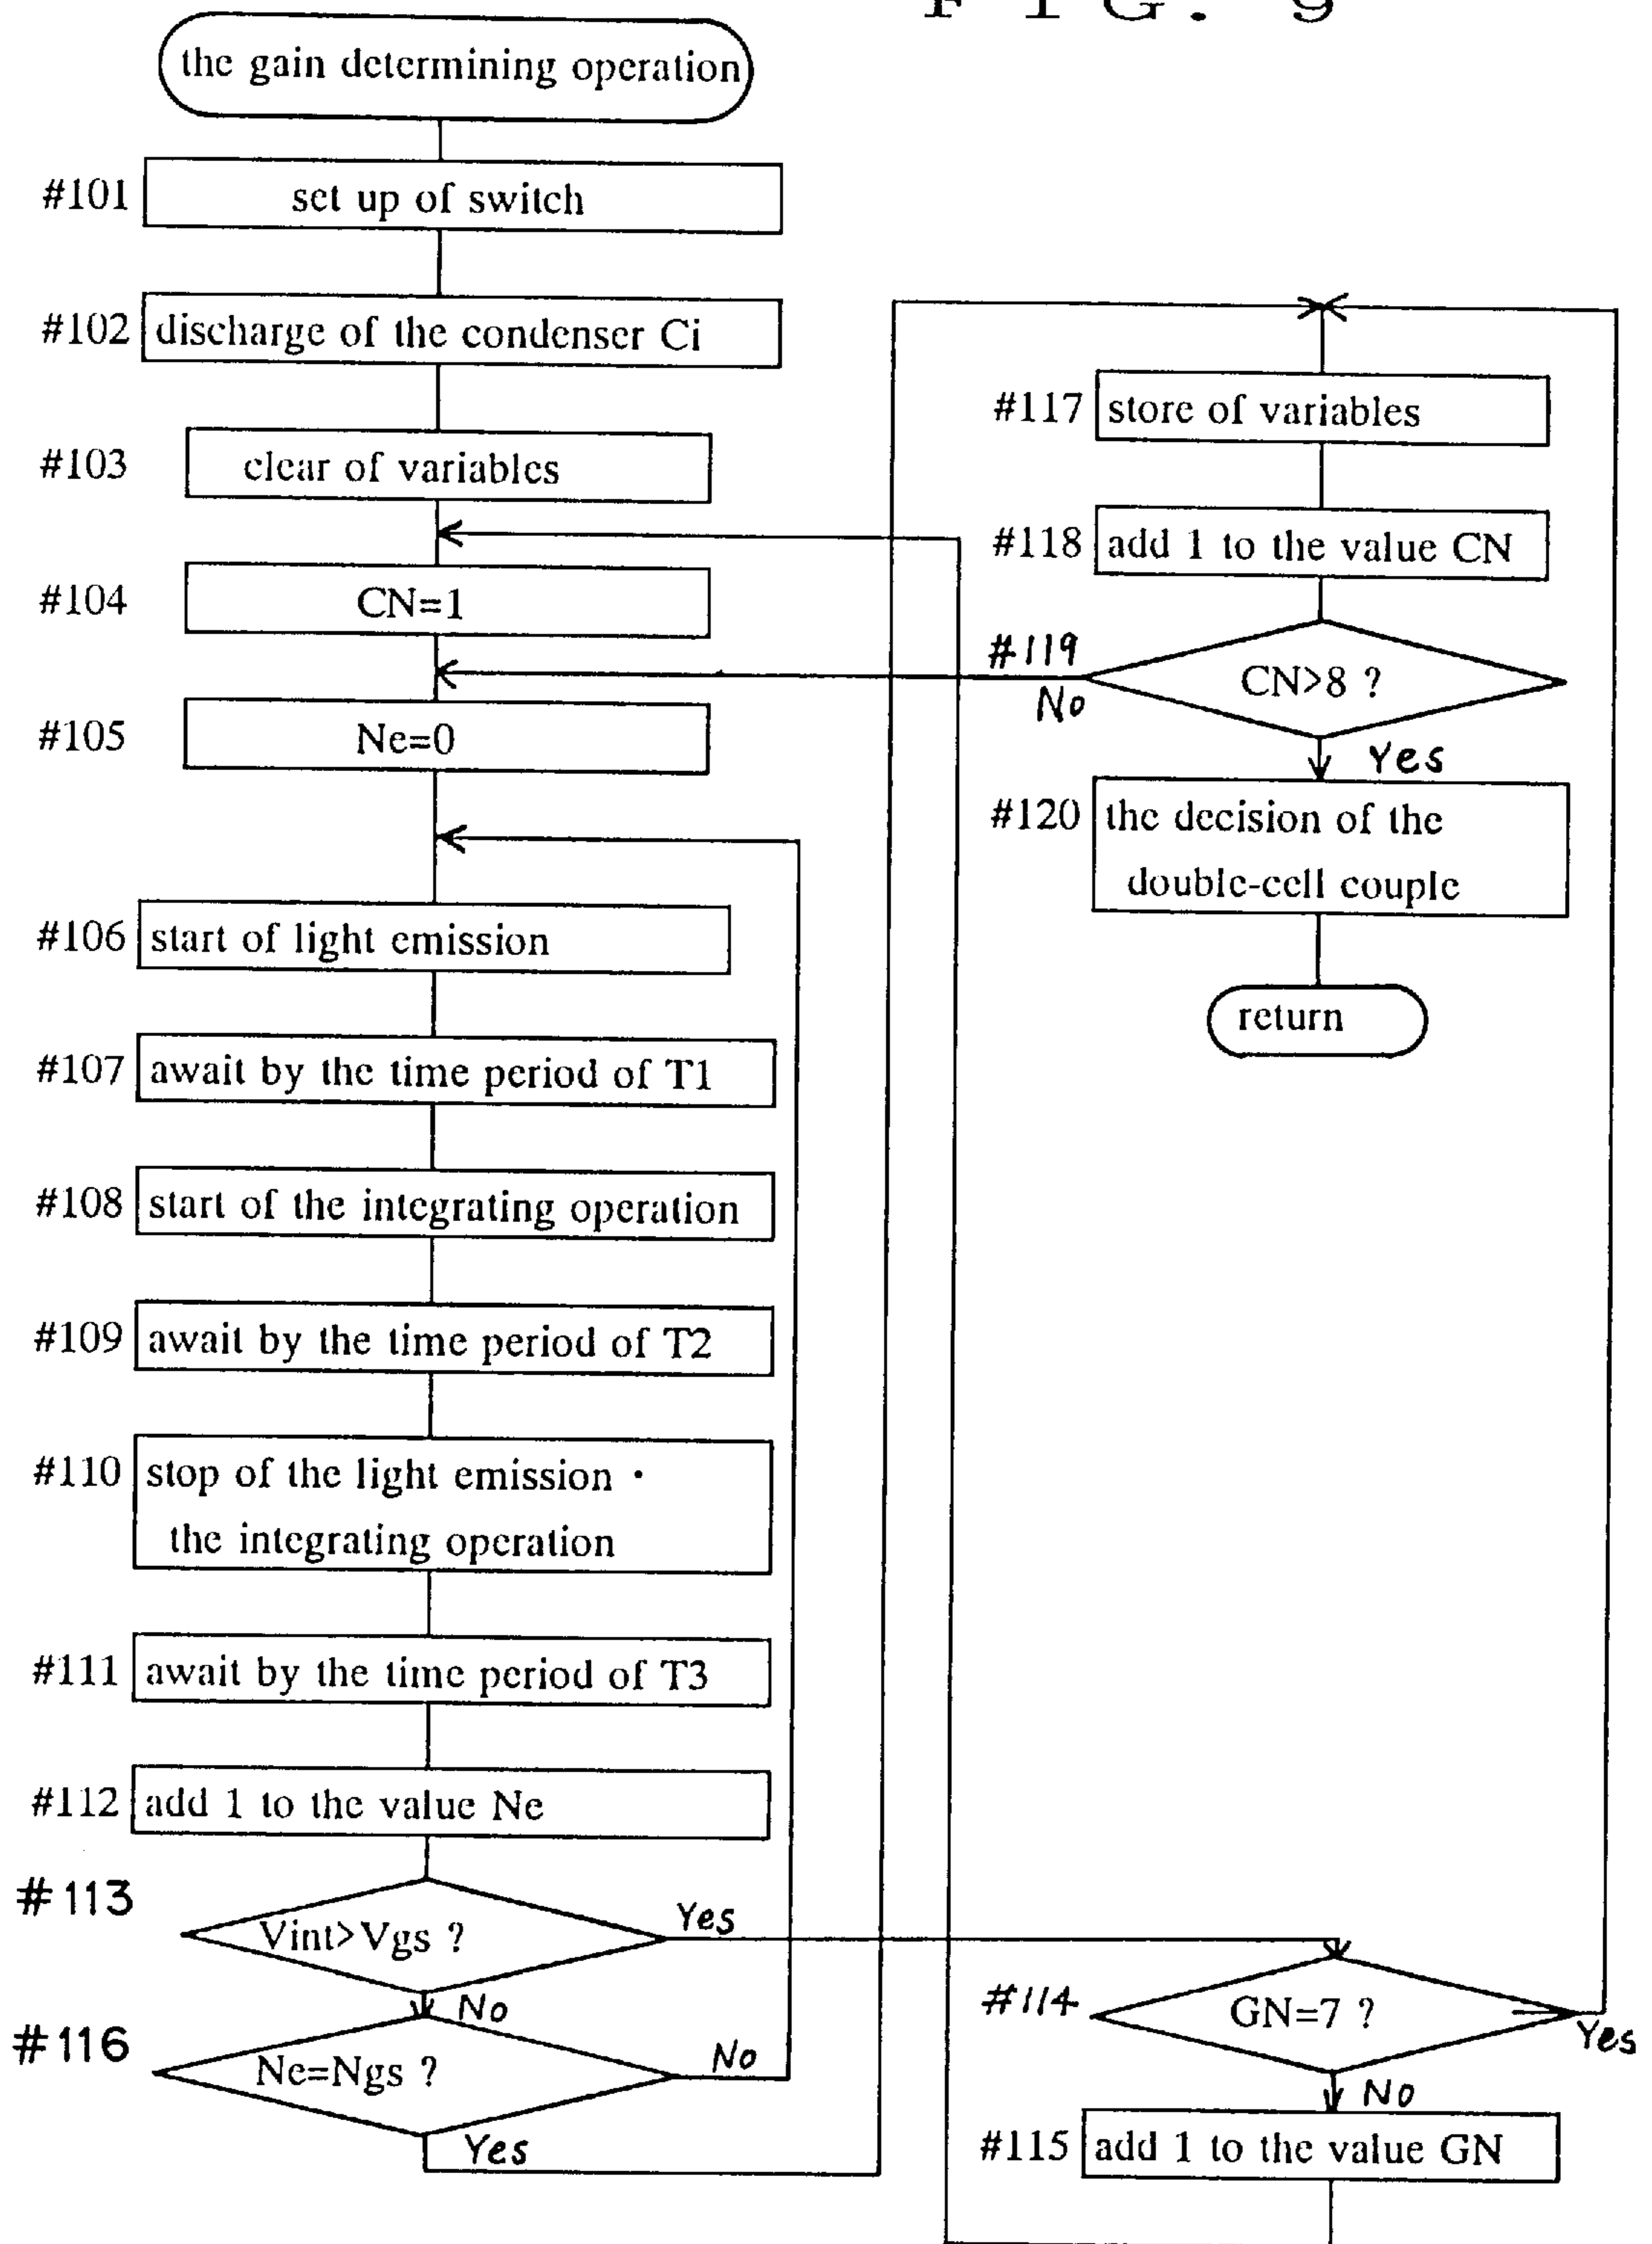 FIG. 9
the gain determining operation
#101 set up of switch
#102 discharge of the condenser Ci
#103 clear of variables
#104 CN=1
#105 Ne=0
#106 start of light emission
#107 await by the time period of T1
#108 start of the integrating operation
#109 await by the time period of T2
#110 stop of the light emission ·
the integrating operation
#111 await by the time period of T3
#112 add 1 to the value Ne
#113 Vint>Vgs ?
Yes
No
#116 Ne=Ngs ?
No
Yes
#117 store of variables
#118 add 1 to the value CN
#119
CN>8 ?
No
Yes
#120 the decision of the
double-cell couple
return
#114 GN=7 ?
Yes
No
#115 add 1 to the value GN